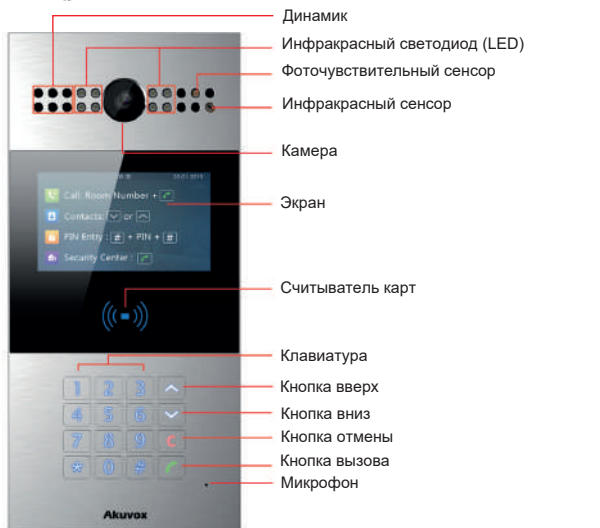 Динамик
Инфракрасный светодиод (LED)
Фоточувствительный сенсор
Инфракрасный сенсор
Камера
Экран
Call: Room Number +
Contacts: or
PIN Entry : # + PIN + #
Security Center :
Считыватель карт
Клавиатура
1 2 3
Кнопка вверх
4 5 6
Кнопка вниз
7 8 9 C
Кнопка отмены
* 0 #
Кнопка вызова
Микрофон
Akuvox